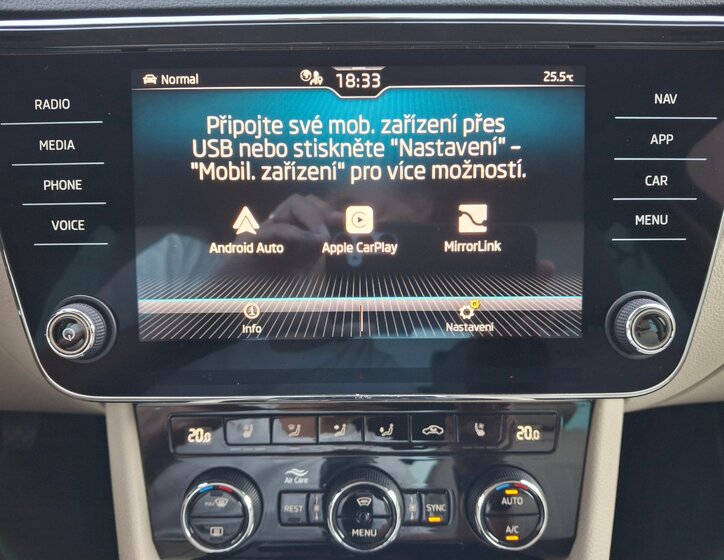 Normal
18:33
25.5°C
RADIO
MEDIA
PHONE
VOICE
NAV
APP
CAR
MENU
Připojte své mob. zařízení přes
USB nebo stiskněte "Nastavení" –
"Mobil. zařízení" pro více možností.
Android Auto
Apple CarPlay
MirrorLink
Info
Nastavení
20.0
20.0
Air Care
REST
SYNC
MENU
AUTO
A/C